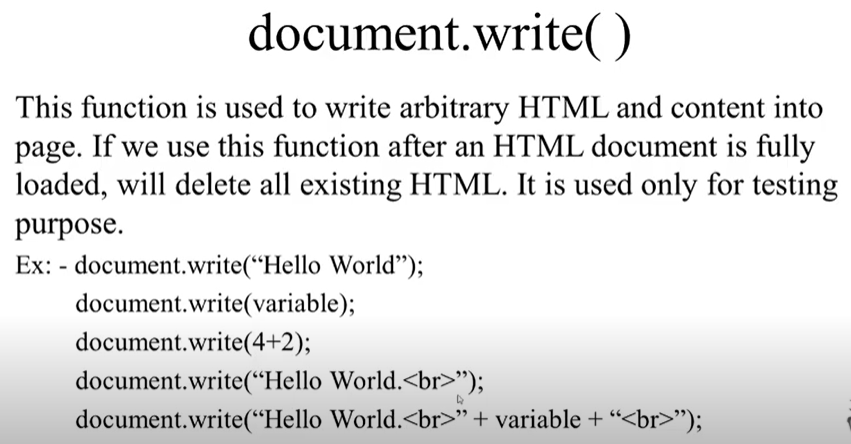 document.write( )
This function is used to write arbitrary HTML and content into
page. If we use this function after an HTML document is fully
loaded, will delete all existing HTML. It is used only for testing
purpose.
Ex: - document.write(“Hello World”);
document.write(variable);
document.write(4+2);
document.write(“Hello World.<br>”);
document.write(“Hello World.<br>” + variable + “<br>”);